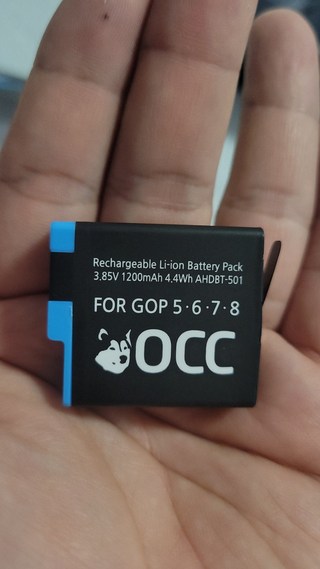 Rechargeable Li-ion Battery Pack
3.85V 1200mAh 4.4Wh AHDBT-501
FOR GOP 5·6·7·8
OCC